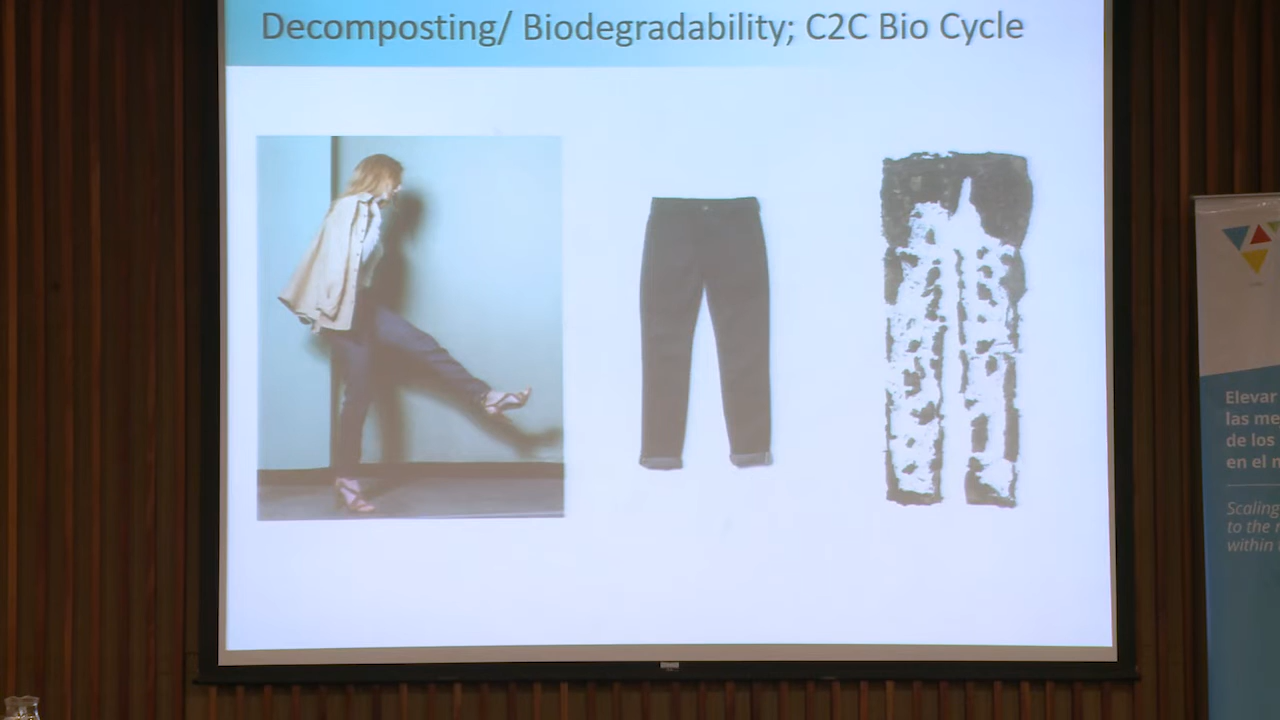 Decomposting/ Biodegradability; C2C Bio Cycle
Elevar
las me
de los
en el
Scaling
to the
within